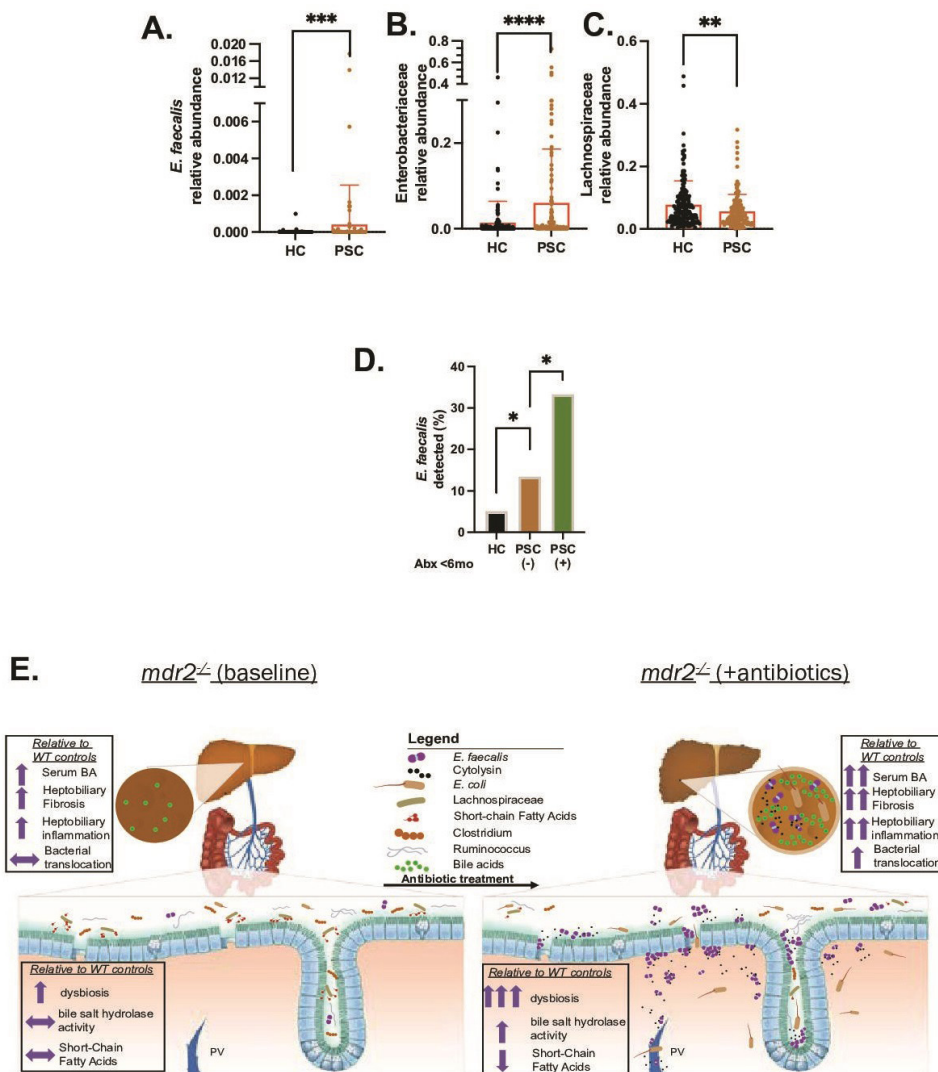 A.
***
0.020
0.016
0.012
0.006
0.004
0.002
0.000
E. faecalis
relative abundance
HC
PSC
B.
****
0.8
0.6
0.4
0.2
0.0
Enterobacteriaceae
relative abundance
HC
PSC
C.
**
0.6
0.4
0.2
0.0
Lachnospiraceae
relative abundance
HC
PSC
D.
*
*
40
30
20
10
0
E. faecalis
detected (%)
HC PSC PSC
Abx <6mo (-) (+)
E.
mdr2-/- (baseline)
mdr2-/- (+antibiotics)
Relative to
WT controls
Serum BA
Heptobiliary
Fibrosis
Heptobiliary
inflammation
Bacterial
translocation
Legend
E. faecalis
Cytolysin
E. coli
Lachnospiraceae
Short-chain Fatty Acids
Clostridium
Ruminococcus
Bile acids
Antibiotic treatment
Relative to
WT controls
Serum BA
Heptobiliary
Fibrosis
Heptobiliary
inflammation
Bacterial
translocation
Relative to WT controls
dysbiosis
bile salt hydrolase
activity
Short-Chain
Fatty Acids
PV
Relative to WT controls
dysbiosis
bile salt hydrolase
activity
Short-Chain
Fatty Acids
PV